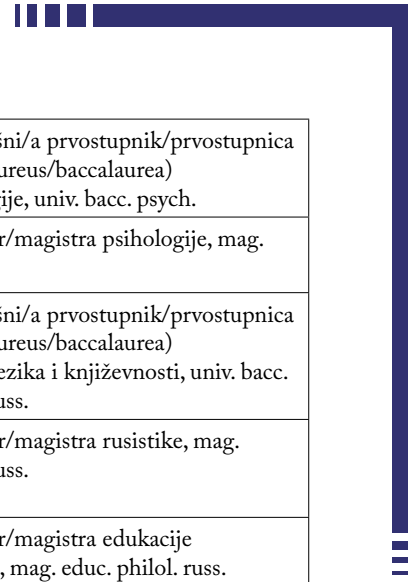 šni/a prvostupnik/prvostupnica
ureus/baccalaurea)
gije, univ. bacc. psych.
r/magistra psihologije, mag.
šni/a prvostupnik/prvostupnica
ureus/baccalaurea)
ezika i književnosti, univ. bacc.
uss.
r/magistra rusistike, mag.
uss.
r/magistra edukacije
, mag. educ. philol. russ.